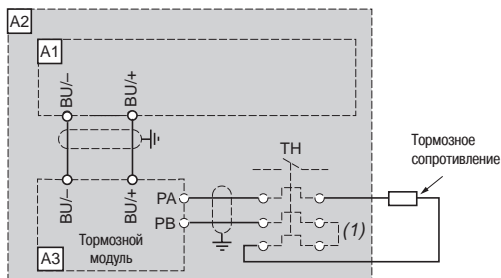 A2
A1
BU/–
BU/+
TH
Тормозное
сопротивление
BU/–
BU/+
PA
PB
(1)
Тормозной
модуль
A3